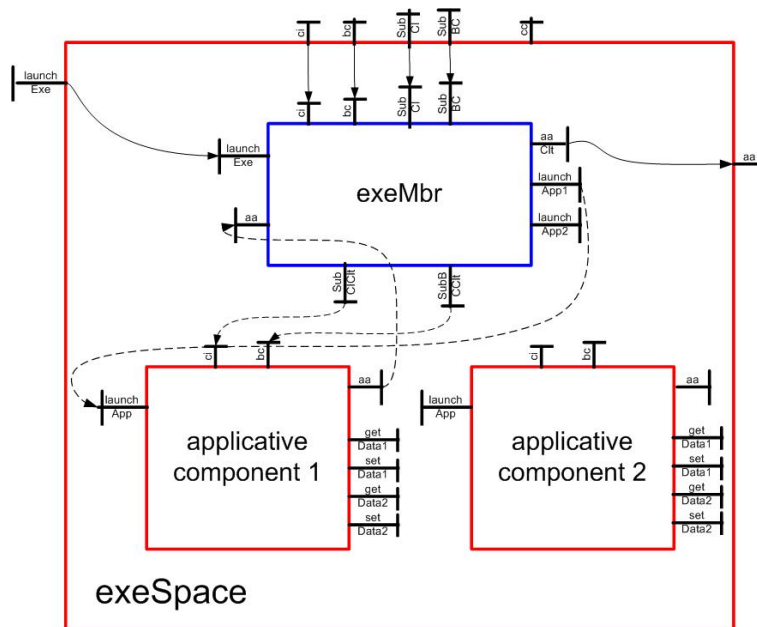 ci
bc
Sub
CI
Sub
BC
cc
launch
Exe
ci
bc
Sub
CI
Sub
BC
launch
Exe
aa
Clt
aa
exeMbr
launch
App1
aa
launch
App2
Sub
CIClt
SubB
CClt
ci
bc
ci
bc
launch
App
aa
launch
App
aa
applicative
component 1
get
Data1
set
Data1
get
Data2
set
Data2
applicative
component 2
get
Data1
set
Data1
get
Data2
set
Data2
exeSpace